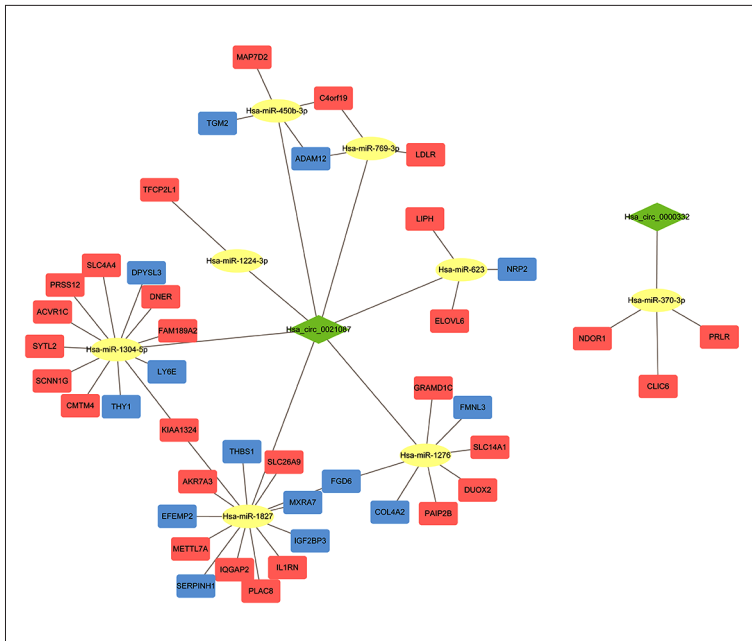 MAP7D2
C4orf19
Hsa-miR-450b-3p
TGM2
Hsa-miR-769-3p
LDLR
ADAM12
TFCP2L1
LIPH
Hsa_circ_0000332
Hsa-miR-1224-3p
SLC4A4
DPYSL3
Hsa-miR-623
NRP2
PRSS12
DNER
ACVR1C
Hsa-miR-370-3p
ELOVL6
FAM189A2
Hsa_circ_0021087
SYTL2
Hsa-miR-1304-5p
NDOR1
PRLR
LY6E
SCNN1G
CLIC6
GRAMD1C
CMTM4
THY1
FMNL3
KIAA1324
SLC14A1
THBS1
Hsa-miR-1276
SLC26A9
AKR7A3
FGD6
DUOX2
MXRA7
COL4A2
PAIP2B
EFEMP2
Hsa-miR-1827
IGF2BP3
METTL7A
IQGAP2
IL1RN
SERPINH1
PLAC8